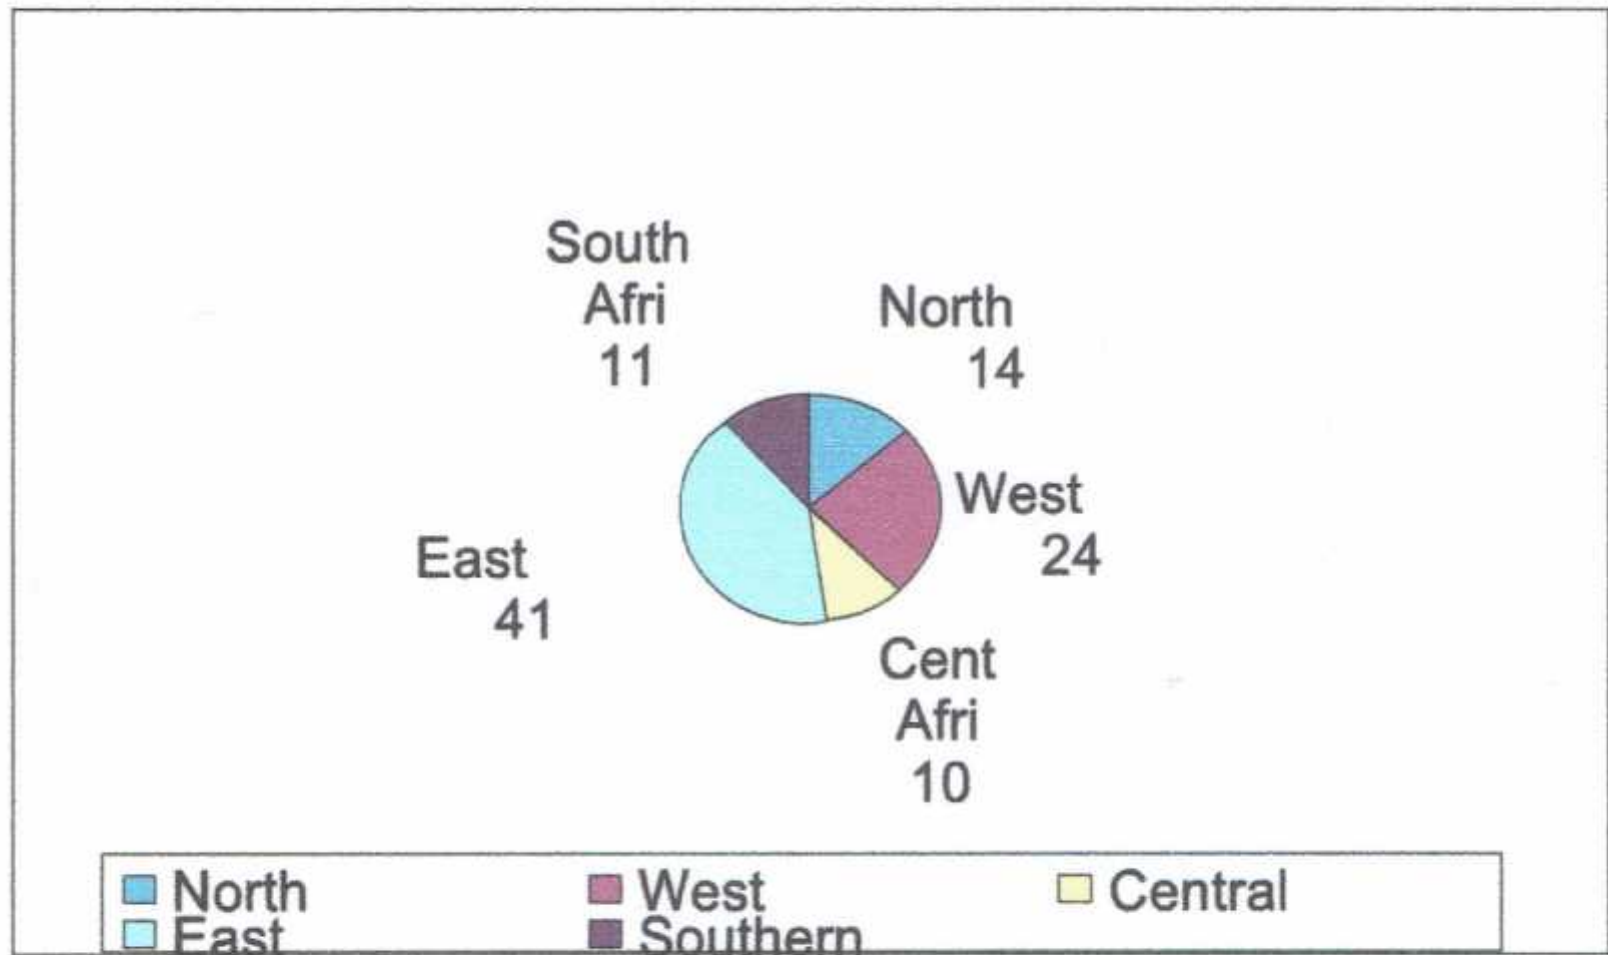 South
Afri
11
North
14
West
24
East
41
Cent
Afri
10
North West Central
East Southern